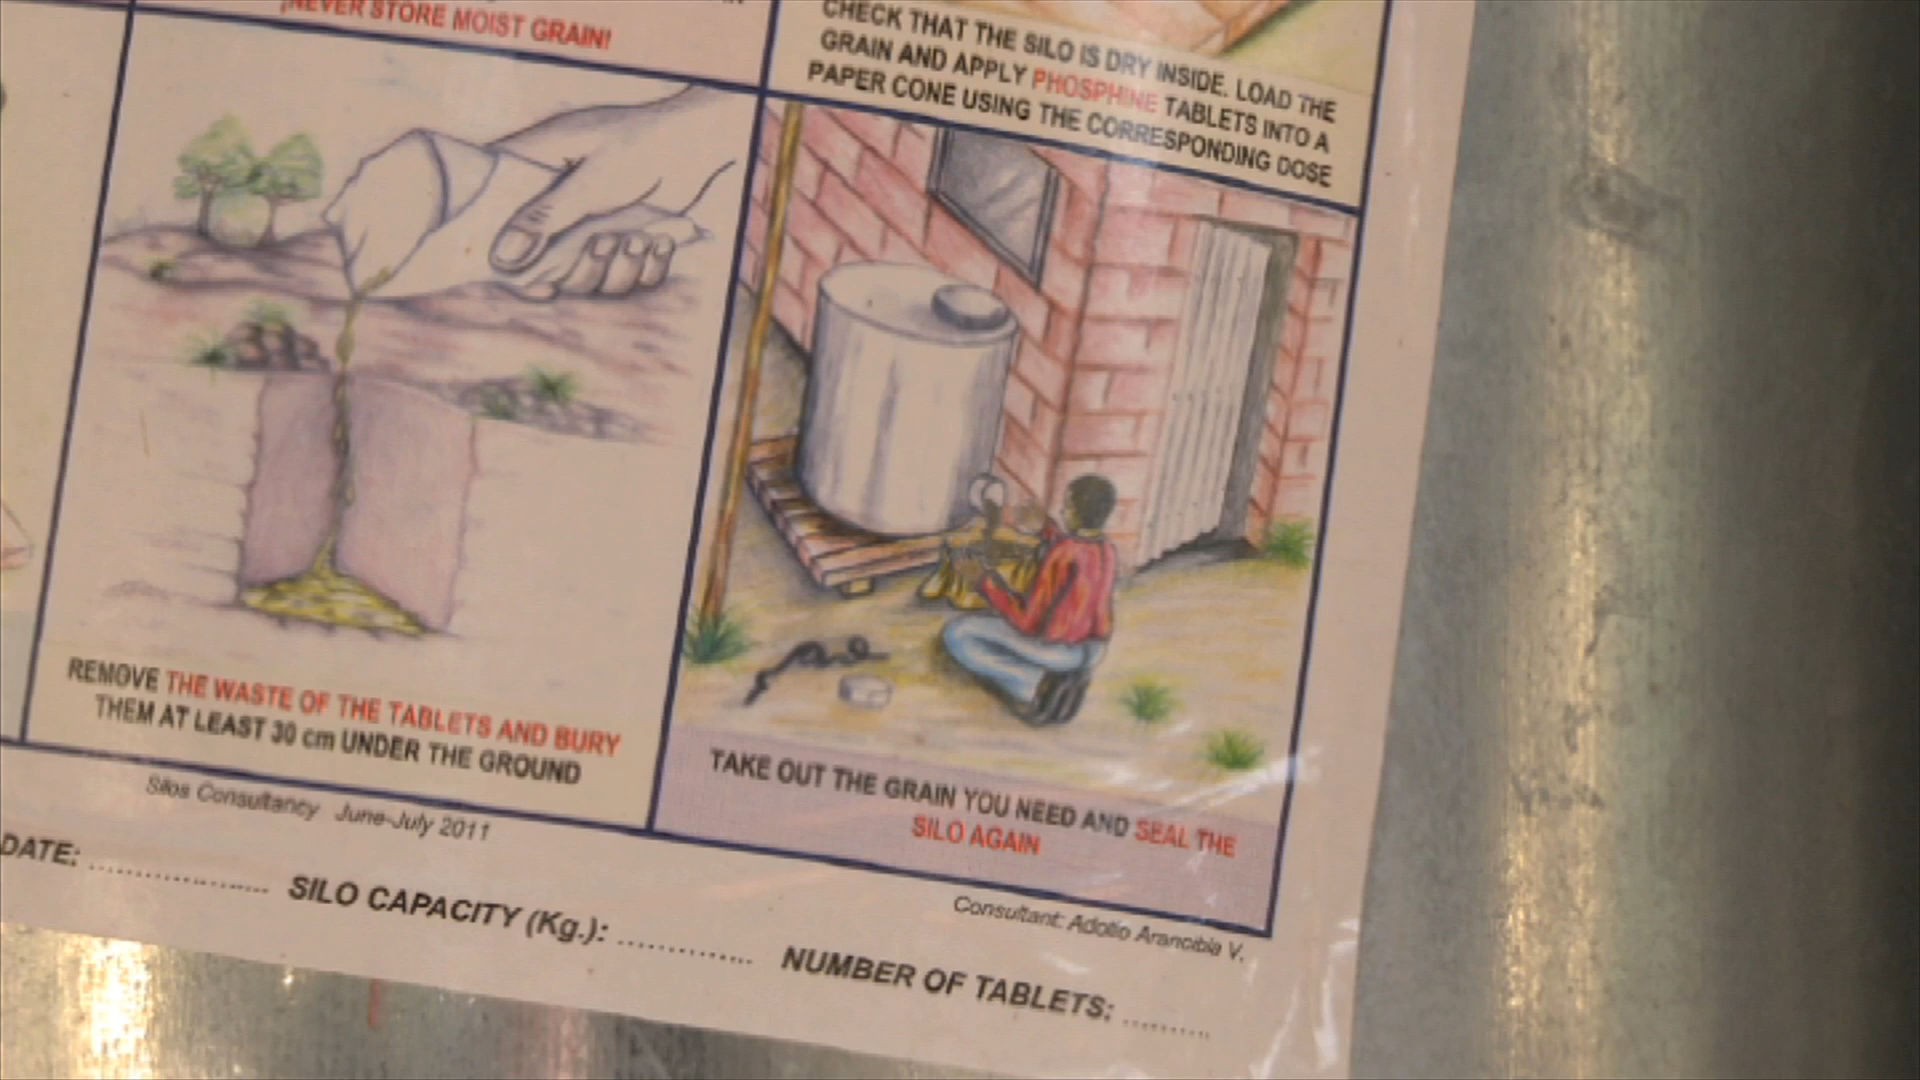 ¡NEVER STORE MOIST GRAIN!
CHECK THAT THE SILO IS DRY INSIDE. LOAD THE
GRAIN AND APPLY PHOSPHINE TABLETS INTO A
PAPER CONE USING THE CORRESPONDING DOSE
REMOVE THE WASTE OF THE TABLETS AND BURY
THEM AT LEAST 30 cm UNDER THE GROUND
TAKE OUT THE GRAIN YOU NEED AND SEAL THE
SILO AGAIN
Silos Consultancy June-July 2011
Consultant: Adolio Arancibia V.
DATE: .................... SILO CAPACITY (Kg.): .............. NUMBER OF TABLETS: ..........